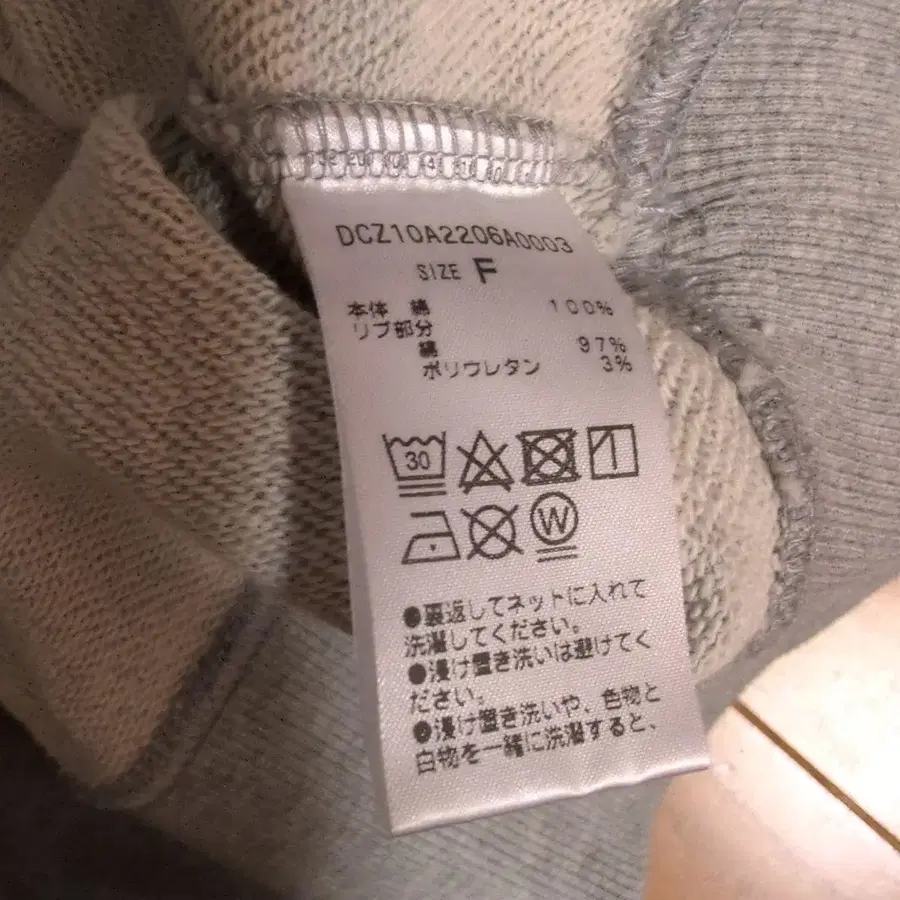 DCZ10A2206A0003
SIZE F
本体 綿 100%
リブ部分
綿 97%
ポリウレタン 3%
30
W
●裏返してネットに入れて
洗濯してください。
●浸け置き洗いは避けてく
ださい。
●浸け置き洗いや、色物と
白物を一緒に洗濯すると、